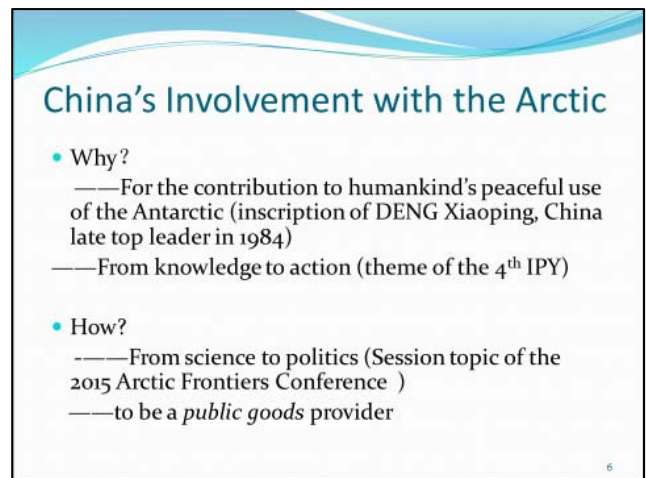 China's Involvement with the Arctic
• Why?
——For the contribution to humankind's peaceful use
of the Antarctic (inscription of DENG Xiaoping, China
late top leader in 1984)
——From knowledge to action (theme of the 4th IPY)
• How?
-——From science to politics (Session topic of the
2015 Arctic Frontiers Conference )
——to be a public goods provider
6